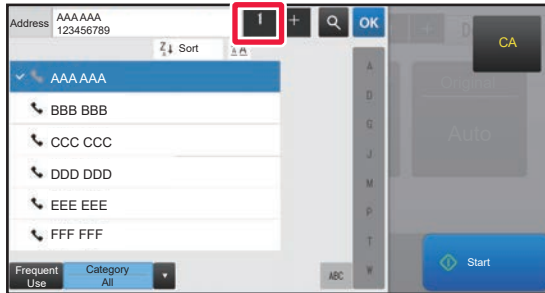 Address AAA AAA
123456789
1 + OK
CA
Sort
AAA AAA
BBB BBB
CCC CCC
DDD DDD
EEE EEE
FFF FFF
A
D
G
J
M
P
T
W
Original
Auto
Frequent
Use
Category
All
ABC
Start